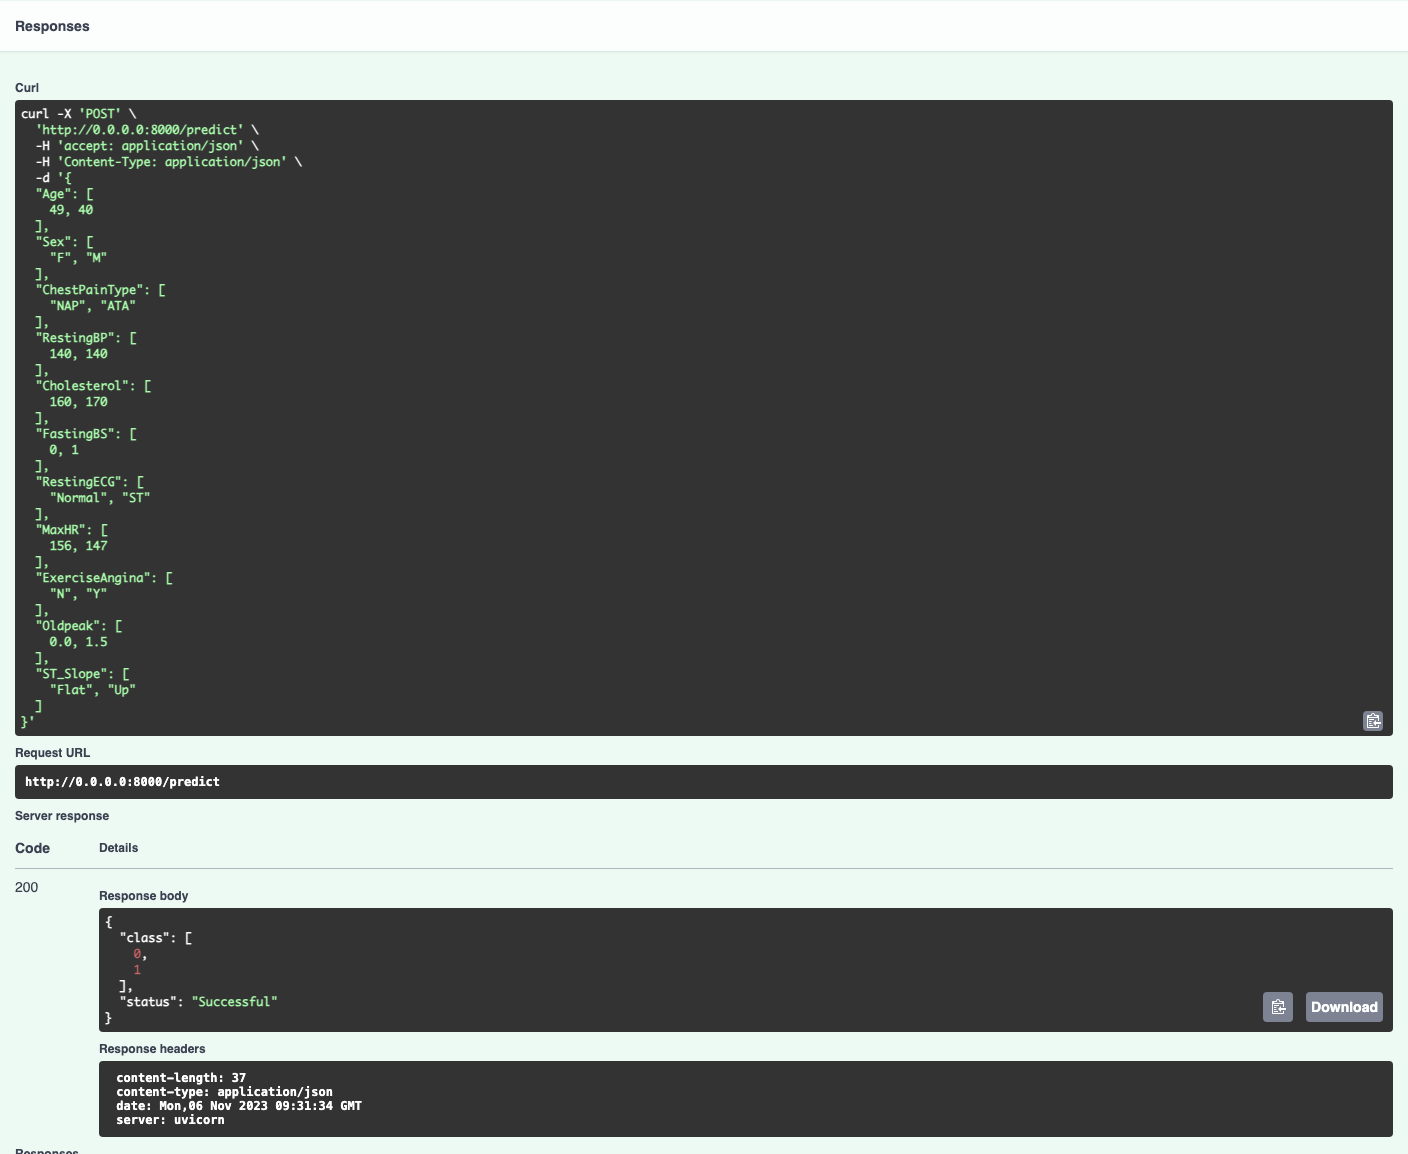 Responses
Curl
curl -X 'POST' \
  'http://0.0.0.0:8000/predict' \
  -H 'accept: application/json' \
  -H 'Content-Type: application/json' \
  -d '{
  "Age": [
    49, 40
  ],
  "Sex": [
    "F", "M"
  ],
  "ChestPainType": [
    "NAP", "ATA"
  ],
  "RestingBP": [
    140, 140
  ],
  "Cholesterol": [
    160, 170
  ],
  "FastingBS": [
    0, 1
  ],
  "RestingECG": [
    "Normal", "ST"
  ],
  "MaxHR": [
    156, 147
  ],
  "ExerciseAngina": [
    "N", "Y"
  ],
  "Oldpeak": [
    0.0, 1.5
  ],
  "ST_Slope": [
    "Flat", "Up"
  ]
}'
Request URL
http://0.0.0.0:8000/predict
Server response
Code Details
200
Response body
{
  "class": [
    0,
    1
  ],
  "status": "Successful"
}
Download
Response headers
content-length: 37
content-type: application/json
date: Mon,06 Nov 2023 09:31:34 GMT
server: uvicorn
Responses